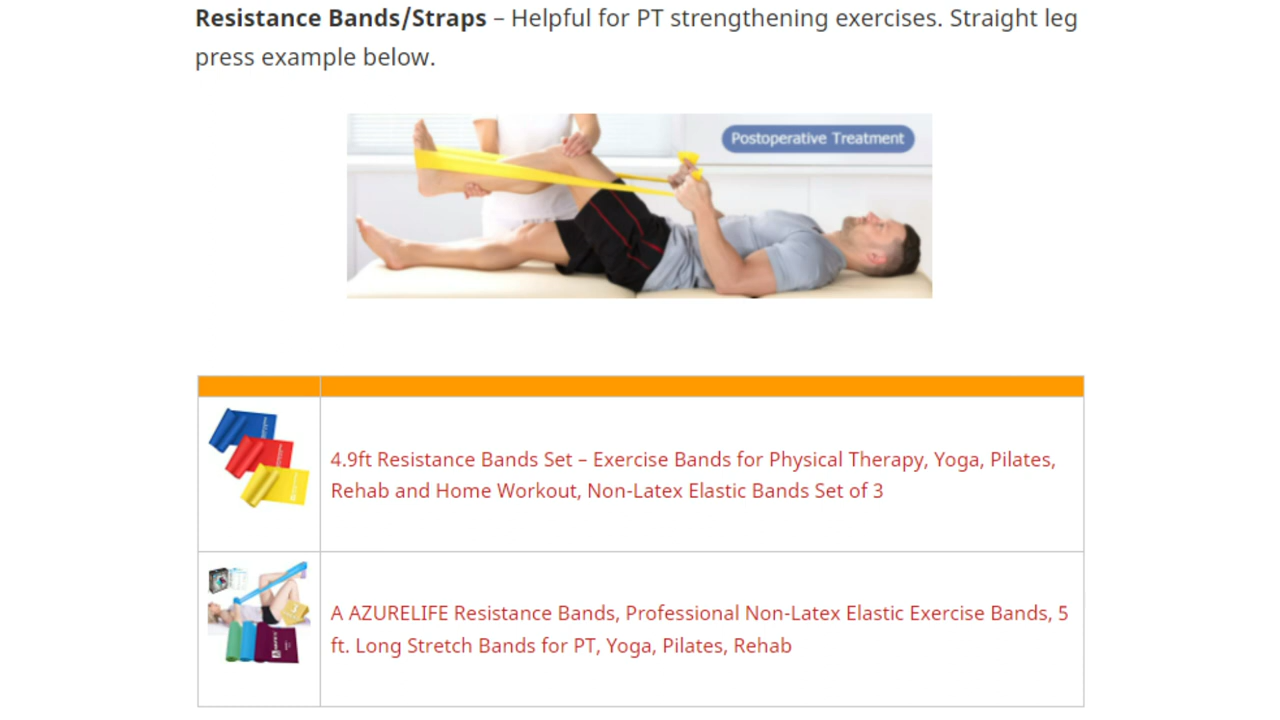 Resistance Bands/Straps – Helpful for PT strengthening exercises. Straight leg
press example below.
Postoperative Treatment
4.9ft Resistance Bands Set – Exercise Bands for Physical Therapy, Yoga, Pilates,
Rehab and Home Workout, Non-Latex Elastic Bands Set of 3
A AZURELIFE Resistance Bands, Professional Non-Latex Elastic Exercise Bands, 5
ft. Long Stretch Bands for PT, Yoga, Pilates, Rehab